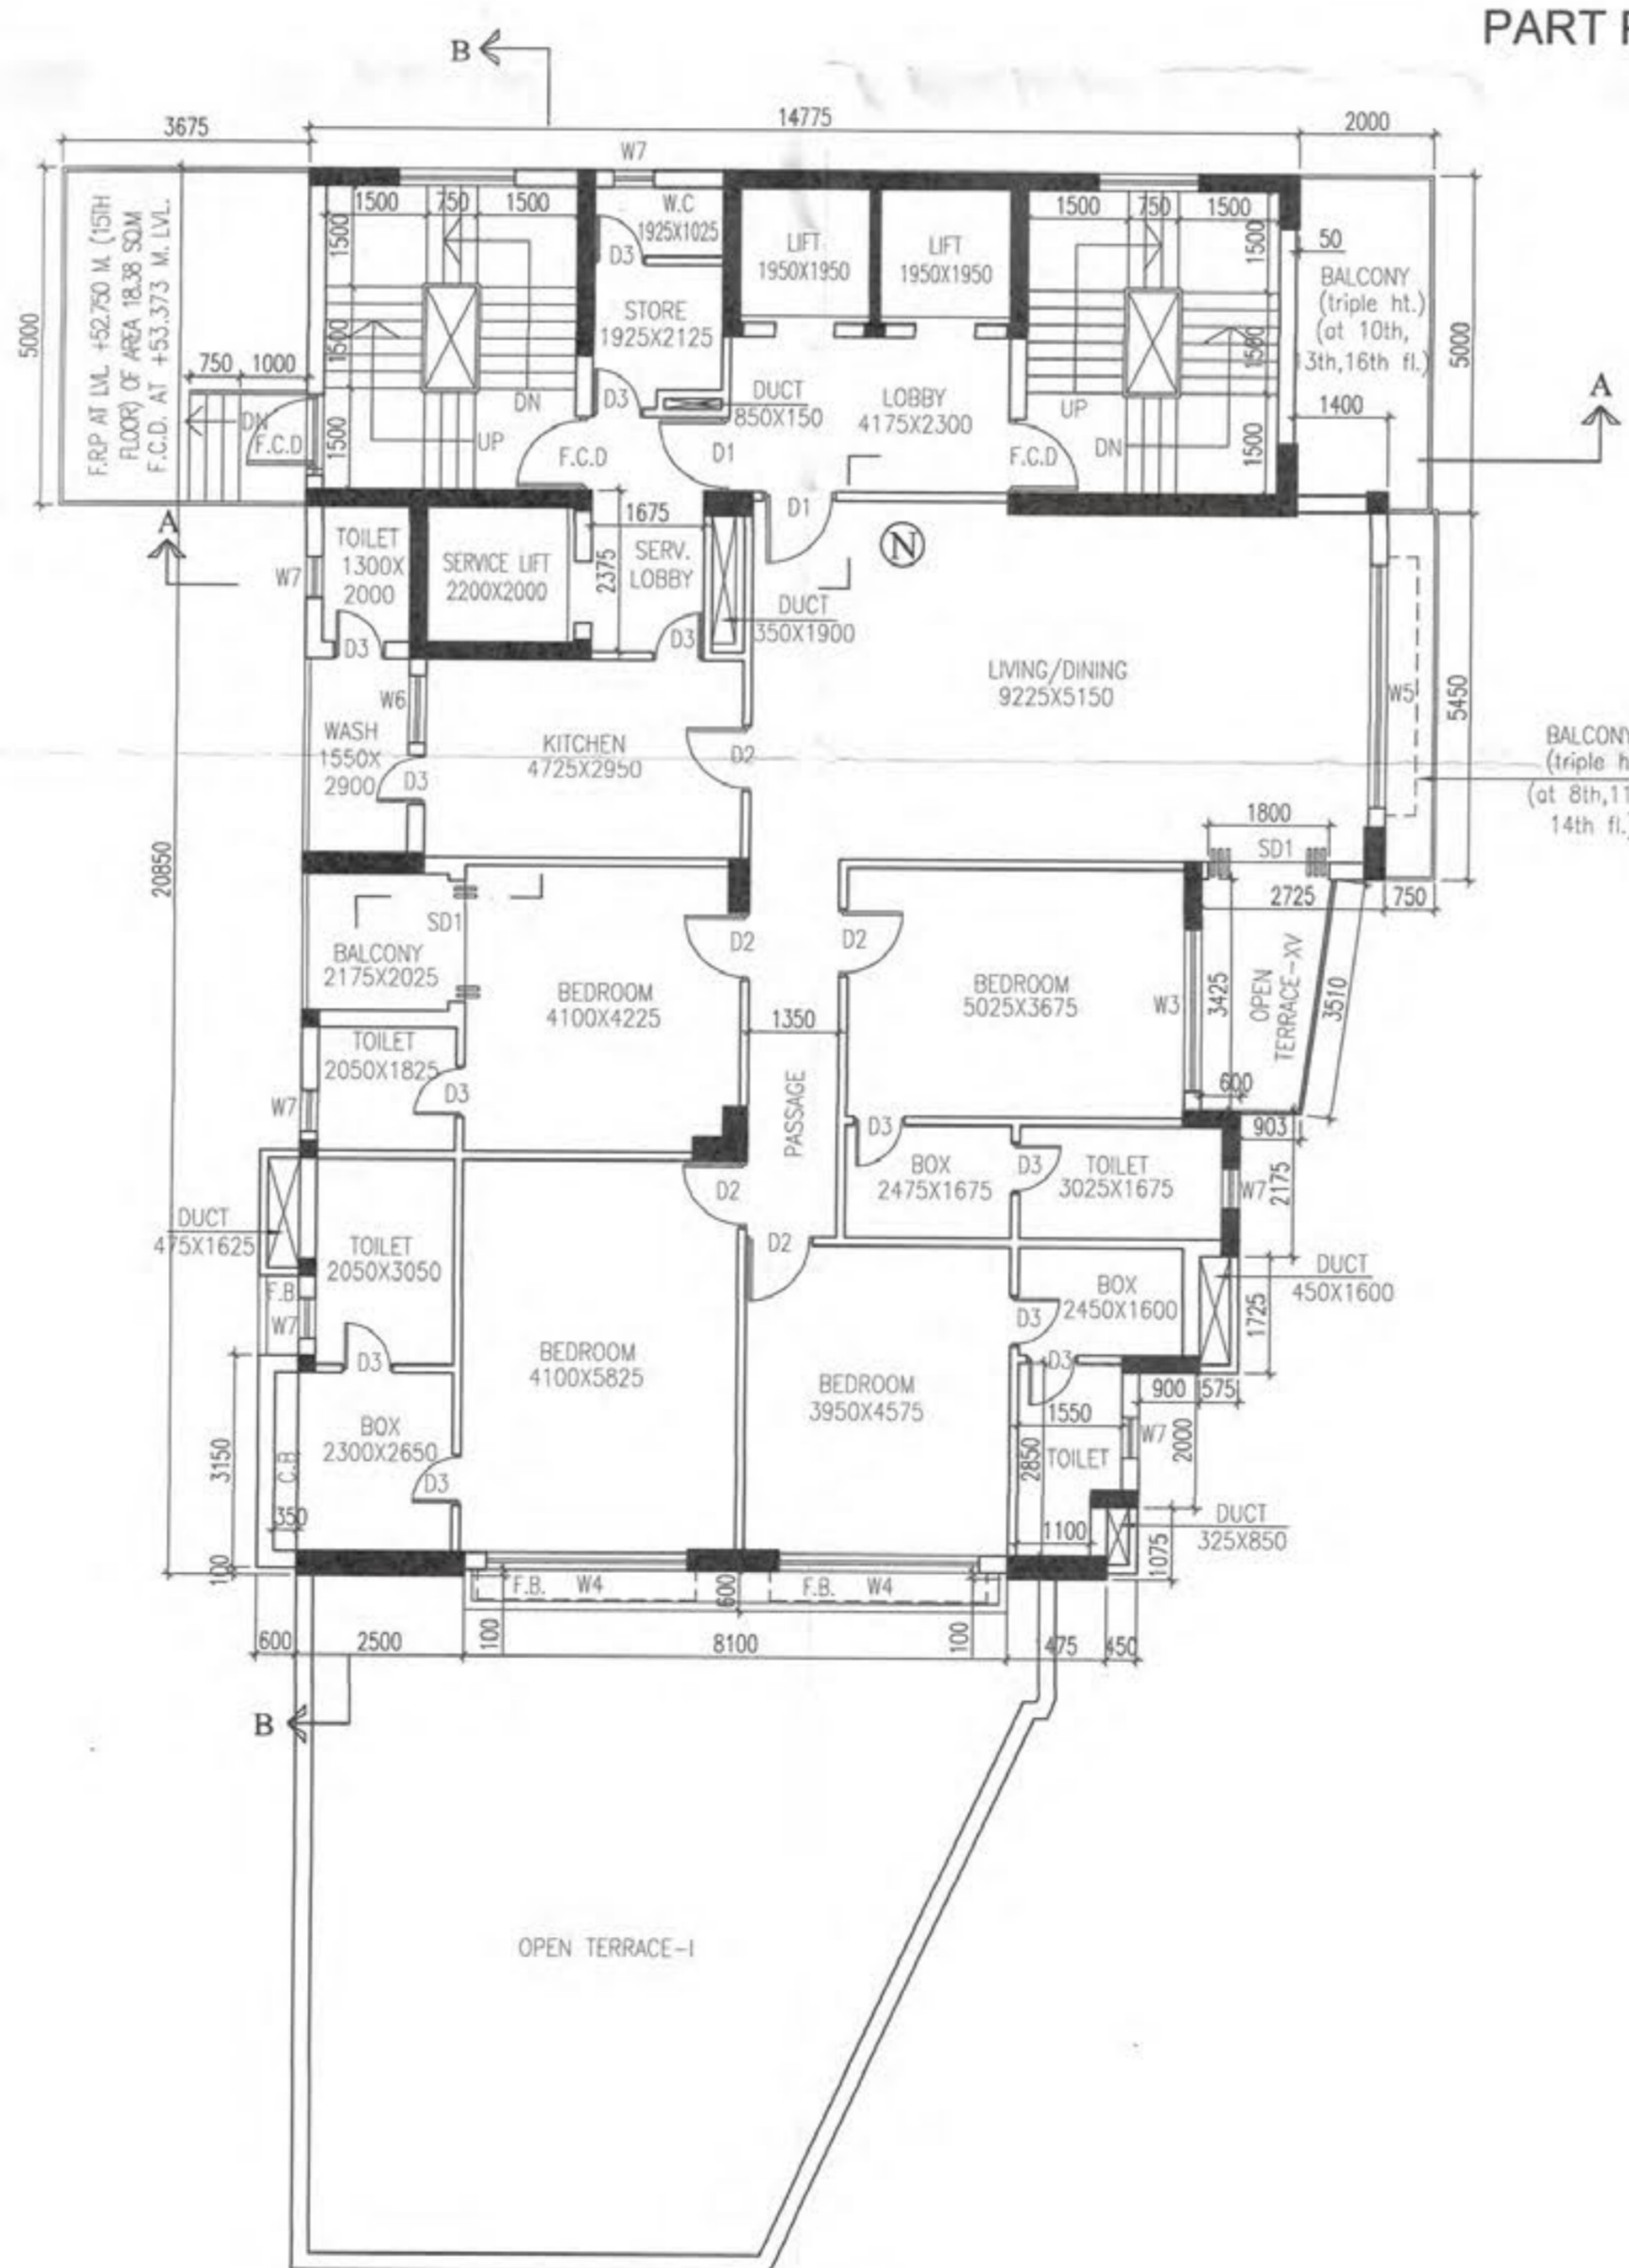 PART
B
3675
14775
2000
W7
F.R.P AT LVL. +52.750 M. (15TH
FLOOR) OF AREA 18.38 SQ.M
F.C.D. AT +53.373 M. LVL.
5000
1500
750
1500
1500
1500
1500
DN
UP
W.C
1925X1025
D3
STORE
1925X2125
D3
LIFT
1950X1950
LIFT
1950X1950
1500
750
1500
1500
1500
1500
UP
DN
50
BALCONY
(triple ht.)
(at 10th,
13th,16th fl.)
5000
1400
A
750
1000
DN
F.C.D
DUCT
850X150
LOBBY
4175X2300
F.C.D
D1
F.C.D
D1
N
A
TOILET
1300X
2000
W7
D3
SERVICE LIFT
2200X2000
1675
2375
SERV.
LOBBY
D3
DUCT
350X1900
LIVING/DINING
9225X5150
W5
5450
BALCONY
(triple h
(at 8th,11
14th fl.)
W6
WASH
1550X
2900
D3
KITCHEN
4725X2950
D2
1800
SD1
2725
750
20850
SD1
BALCONY
2175X2025
BEDROOM
4100X4225
D2
D2
BEDROOM
5025X3675
W3
3425
OPEN
TERRACE-XV
3510
1350
PASSAGE
600
903
TOILET
2050X1825
D3
W7
D3
BOX
2475X1675
D3
TOILET
3025X1675
W7
2175
D2
D2
DUCT
475X1625
TOILET
2050X3050
F.B
W7
D3
BOX
2450X1600
D3
DUCT
450X1600
1725
D3
900
575
BEDROOM
4100X5825
BEDROOM
3950X4575
BOX
2300X2650
D3
C.B.
350
3150
100
1550
2850
TOILET
W7
2000
1100
DUCT
325X850
1075
F.B.
W4
600
F.B.
W4
600
2500
100
8100
100
475
450
B
OPEN TERRACE-I